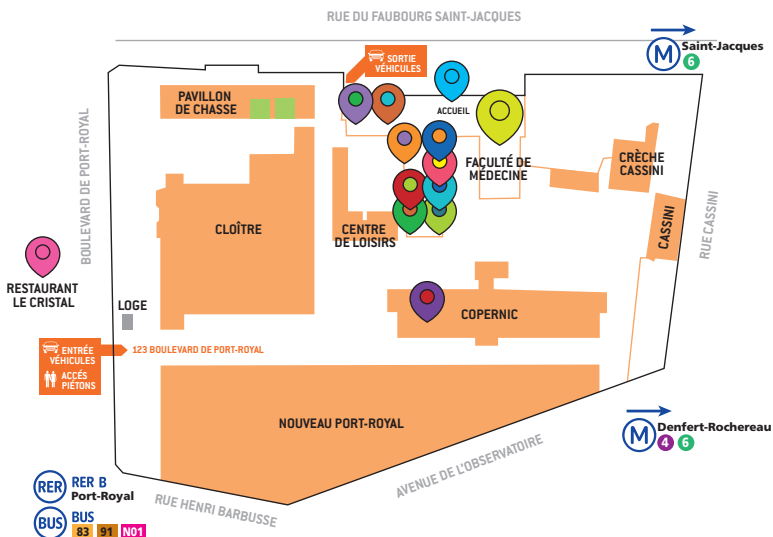 RUE DU FAUBOURG SAINT-JACQUES
M
Saint-Jacques
6
SORTIE
VÉHICULES
PAVILLON
DE CHASSE
ACCUEIL
BOULEVARD DE PORT-ROYAL
FACULTÉ DE
MÉDECINE
CRÈCHE
CASSINI
CASSINI
RUE CASSINI
CLOÎTRE
CENTRE
DE LOISIRS
RESTAURANT
LE CRISTAL
LOGE
COPERNIC
ENTRÉE
VÉHICULES
ACCÉS
PIÉTONS
123 BOULEVARD DE PORT-ROYAL
NOUVEAU PORT-ROYAL
M
Denfert-Rochereau
4 6
AVENUE DE L'OBSERVATOIRE
RUE HENRI BARBUSSE
RER
RER B
Port-Royal
BUS
BUS
83 91 N01